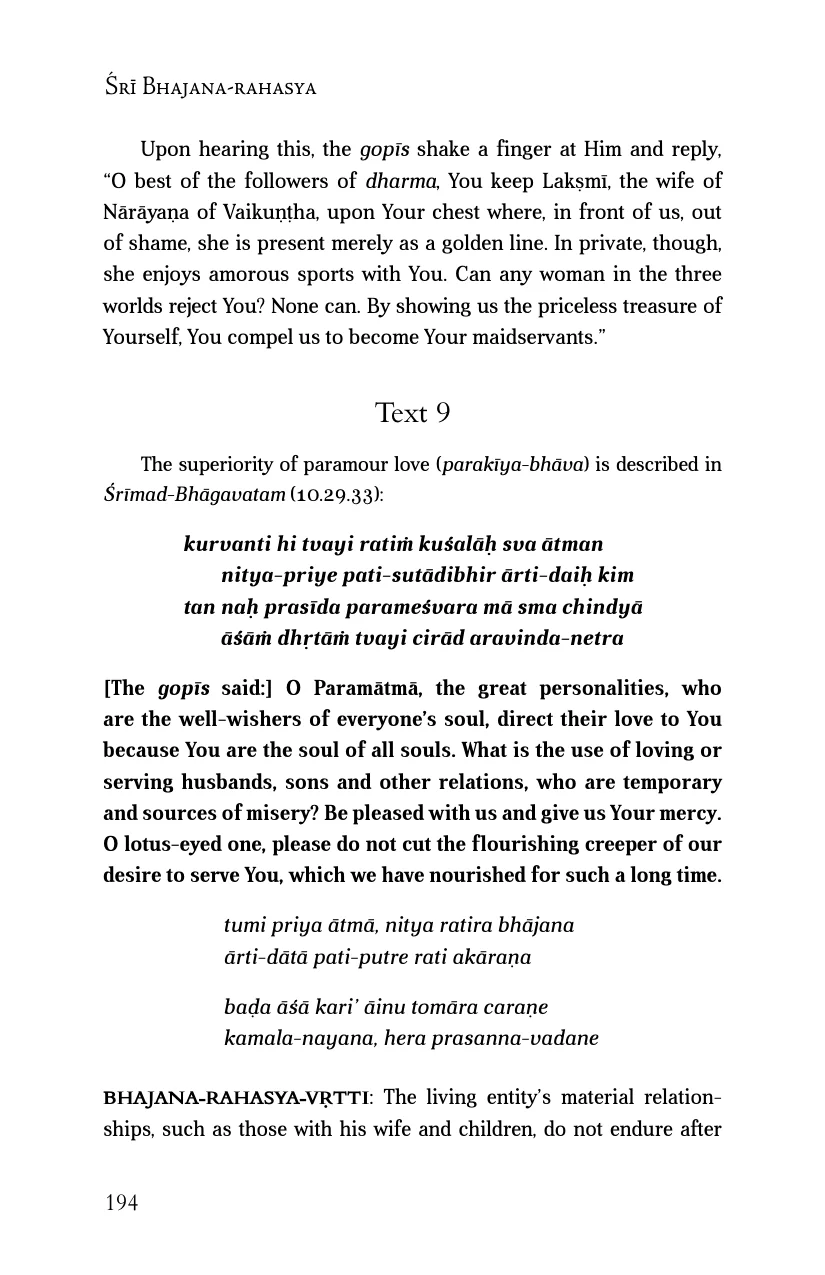 Śrī Bhajana-rahasya
Upon hearing this, the gopīs shake a finger at Him and reply,
“O best of the followers of dharma, You keep Lakṣmī, the wife of
Nārāyaṇa of Vaikuṇṭha, upon Your chest where, in front of us, out
of shame, she is present merely as a golden line. In private, though,
she enjoys amorous sports with You. Can any woman in the three
worlds reject You? None can. By showing us the priceless treasure of
Yourself, You compel us to become Your maidservants.”
Text 9
The superiority of paramour love (parakīya-bhāva) is described in
Śrīmad-Bhāgavatam (10.29.33):
kurvanti hi tvayi ratiṁ kuśalāḥ sva ātman
nitya-priye pati-sutādibhir ārti-daiḥ kim
tan naḥ prasīda parameśvara mā sma chindyā
āśāṁ dhṛtāṁ tvayi cirād aravinda-netra
[The gopīs said:] O Paramātmā, the great personalities, who
are the well-wishers of everyone’s soul, direct their love to You
because You are the soul of all souls. What is the use of loving or
serving husbands, sons and other relations, who are temporary
and sources of misery? Be pleased with us and give us Your mercy.
O lotus-eyed one, please do not cut the flourishing creeper of our
desire to serve You, which we have nourished for such a long time.
tumi priya ātmā, nitya ratira bhājana
ārti-dātā pati-putre rati akāraṇa
baḍa āśā kari’ āinu tomāra caraṇe
kamala-nayana, hera prasanna-vadane
BHAJANA-RAHASYA-VṚTTI: The living entity’s material relation-
ships, such as those with his wife and children, do not endure after
194